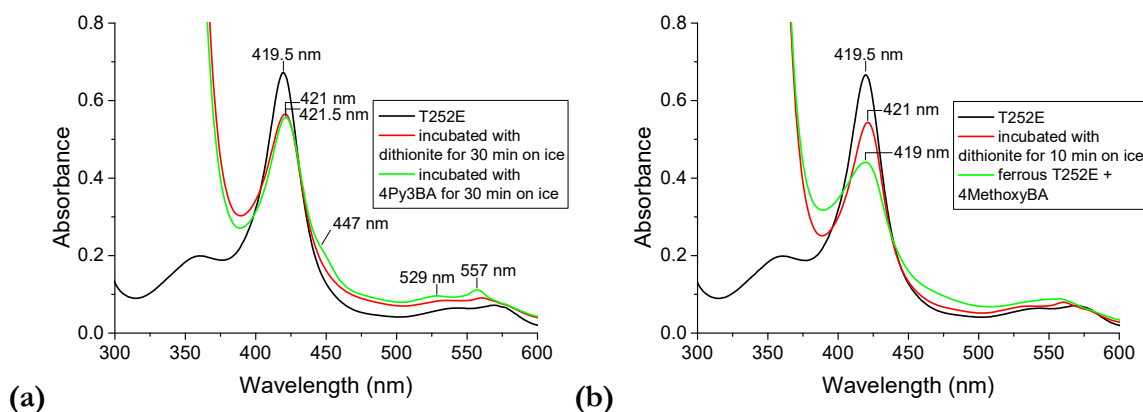 0.8
0.6
0.4
0.2
0.0
300
350
400
450
500
550
600
Absorbance
Wavelength (nm)
419.5 nm
421 nm
421.5 nm
447 nm
529 nm
557 nm
T252E
incubated with
dithionite for 30 min on ice
incubated with
4Py3BA for 30 min on ice
(a)
0.8
0.6
0.4
0.2
0.0
300
350
400
450
500
550
600
Absorbance
Wavelength (nm)
419.5 nm
421 nm
419 nm
T252E
incubated with
dithionite for 10 min on ice
ferrous T252E +
4MethoxyBA
(b)